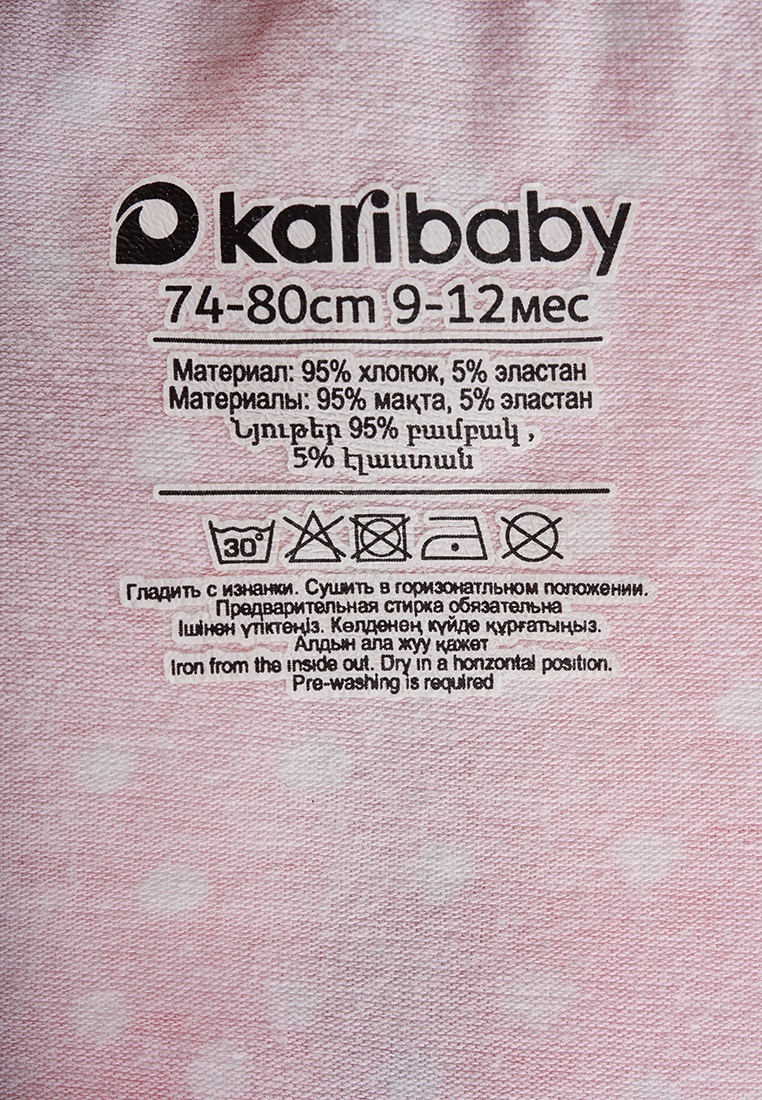 karibaby
74-80cm 9-12мес
Материал: 95% хлопок, 5% эластан
Материалы: 95% мақта, 5% эластан
Նյութեր 95% բամբակ ,
5% էլաստան
30°
Гладить с изнанки. Сушить в горизонатльном положении.
Предварительная стирка обязательна
Ішінен үтіктеңіз. Көлденең күйде құрғатыңыз.
Алдын ала жуу қажет
Iron from the inside out. Dry in a horizontal position.
Pre-washing is required